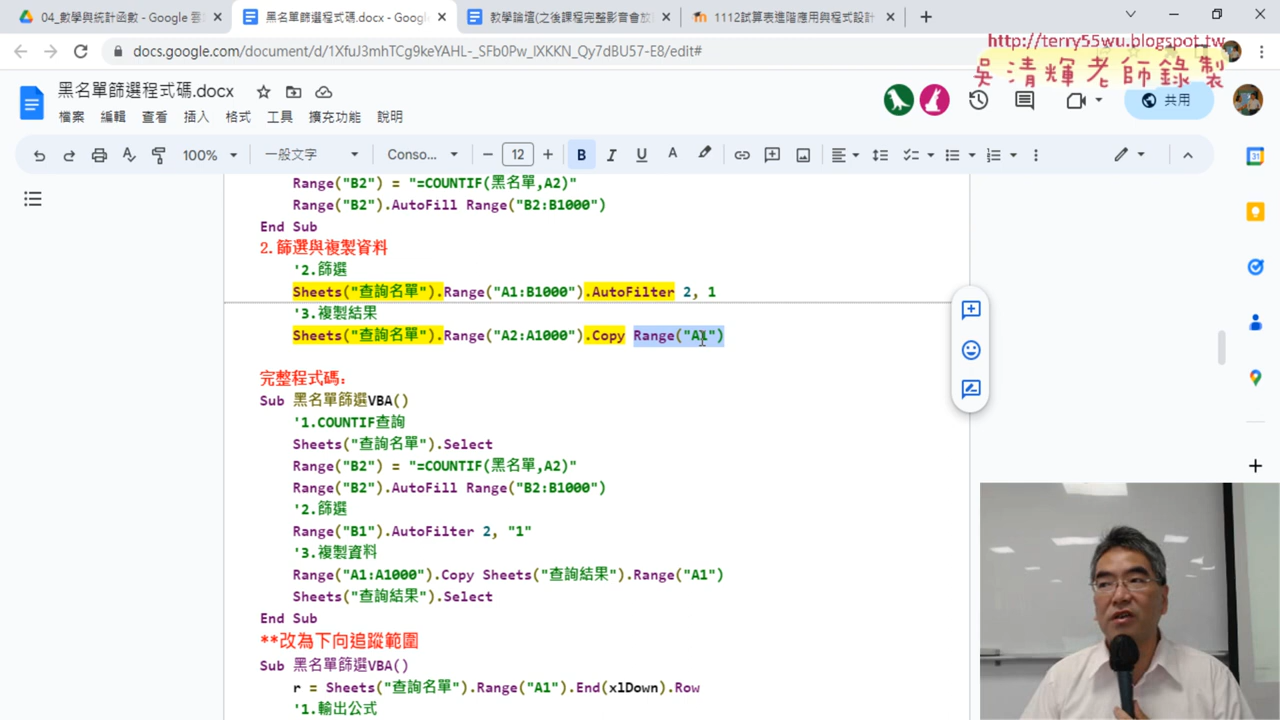 04_數學與統計函數 - Google 雲
黑名單篩選程式碼.docx - Google
教學論壇(之後課程完整影音會放
1112試算表進階應用與程式設計
docs.google.com/document/d/1XfuJ3mhTCg9keYAHL-_SFb0Pw_lXKKN_Qy7dBU57-E8/edit#
http://terry55wu.blogspot.tw
吳清輝老師錄製
黑名單篩選程式碼.docx
檔案 編輯 查看 插入 格式 工具 擴充功能 說明
共用
100% 一般文字 Conso... 12 B I U A
Range("B2") = "=COUNTIF(黑名單,A2)"
Range("B2").AutoFill Range("B2:B1000")
End Sub
2.篩選與複製資料
'2.篩選
Sheets("查詢名單").Range("A1:B1000").AutoFilter 2, 1
'3.複製結果
Sheets("查詢名單").Range("A2:A1000").Copy Range("A1")
完整程式碼:
Sub 黑名單篩選VBA()
'1.COUNTIF查詢
Sheets("查詢名單").Select
Range("B2") = "=COUNTIF(黑名單,A2)"
Range("B2").AutoFill Range("B2:B1000")
'2.篩選
Range("B1").AutoFilter 2, "1"
'3.複製資料
Range("A1:A1000").Copy Sheets("查詢結果").Range("A1")
Sheets("查詢結果").Select
End Sub
**改為下向追蹤範圍
Sub 黑名單篩選VBA()
r = Sheets("查詢名單").Range("A1").End(xlDown).Row
'1.輸出公式